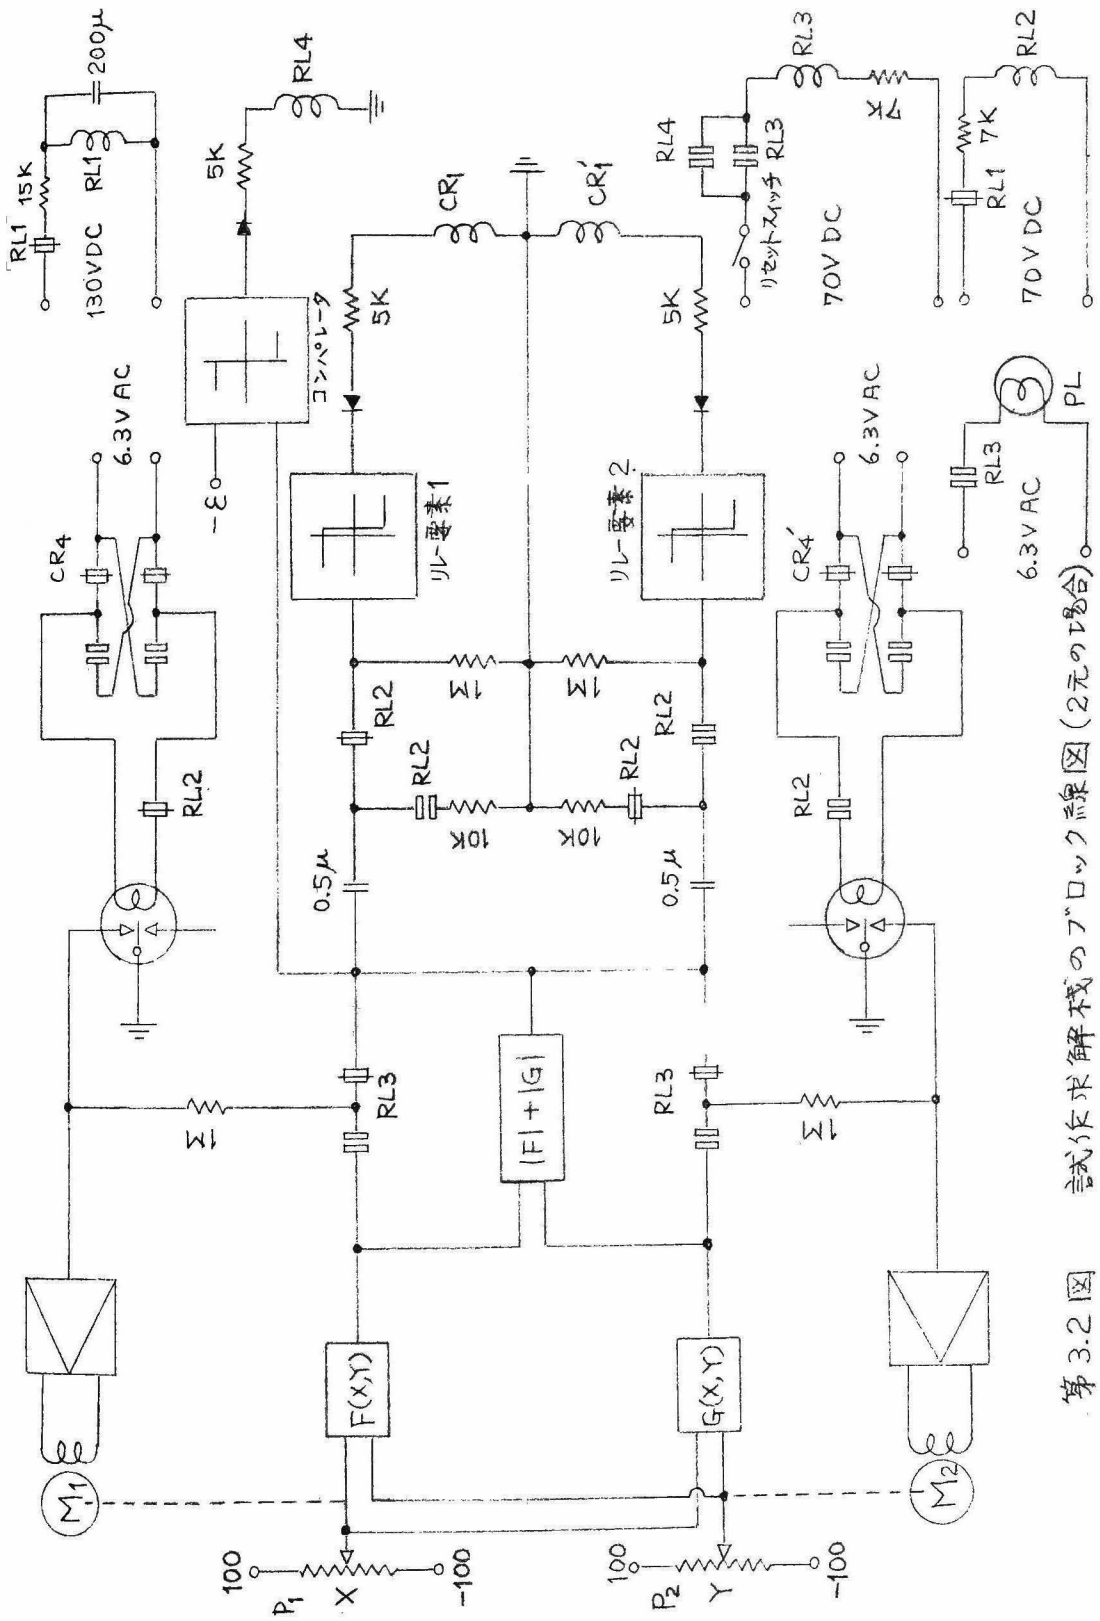 M1
100
P1
X
-100
F(X,Y)
1M
RL3
|F|+|G|
0.5μ
10K
RL2
RL2
1M
リレー要素1
5K
CR1
RL2
CR4
6.3V AC
-ε
コンパレータ
5K
RL4
RL1
15K
130V DC
RL1
200μ
100
P2
Y
-100
G(X,Y)
M2
1M
RL3
0.5μ
10K
RL2
RL2
1M
リレー要素2
5K
CR1'
RL2
CR4'
6.3V AC
リセットスイッチ
RL4
RL3
70V DC
RL3
7K
RL1
7K
70V DC
RL2
RL3
6.3V AC
PL
第3.2図 試作求解機のブロック線図(2元の場合)